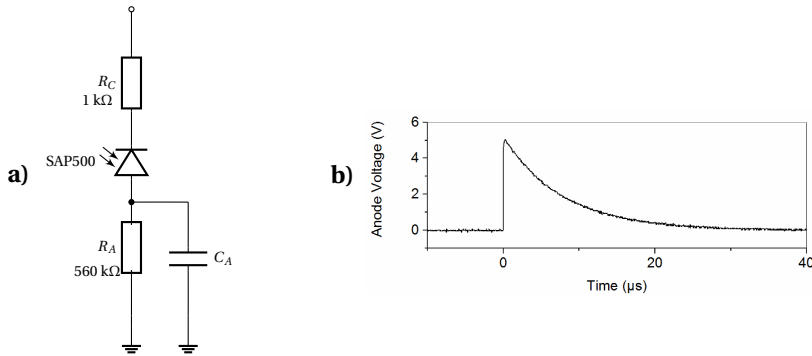 a)
R_C
1 kΩ
SAP500
R_A
560 kΩ
C_A
b)
Anode Voltage (V)
6
4
2
0
0
20
40
Time (µs)